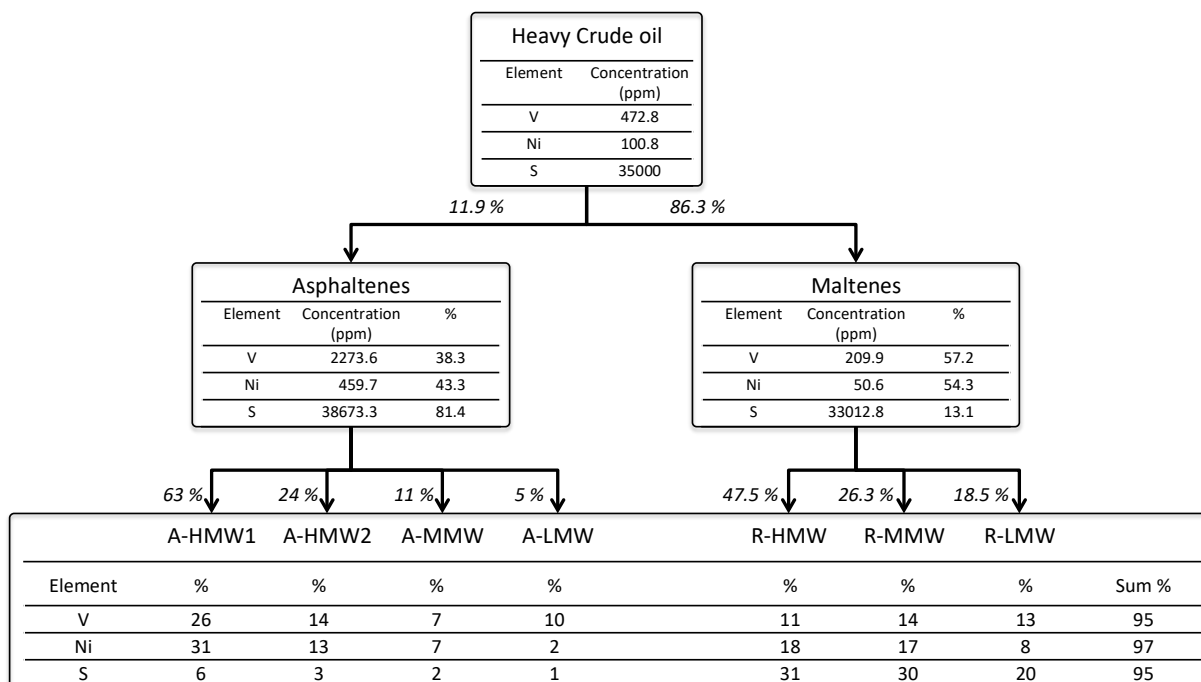 Heavy Crude oil
Element Concentration
(ppm)
V 472.8
Ni 100.8
S 35000
11.9 % 86.3 %
Asphaltenes
Element Concentration %
(ppm)
V 2273.6 38.3
Ni 459.7 43.3
S 38673.3 81.4
Maltenes
Element Concentration %
(ppm)
V 209.9 57.2
Ni 50.6 54.3
S 33012.8 13.1
63 % 24 % 11 % 5 % 47.5 % 26.3 % 18.5 %
A-HMW1 A-HMW2 A-MMW A-LMW R-HMW R-MMW R-LMW
Element % % % % % % % Sum %
V 26 14 7 10 11 14 13 95
Ni 31 13 7 2 18 17 8 97
S 6 3 2 1 31 30 20 95